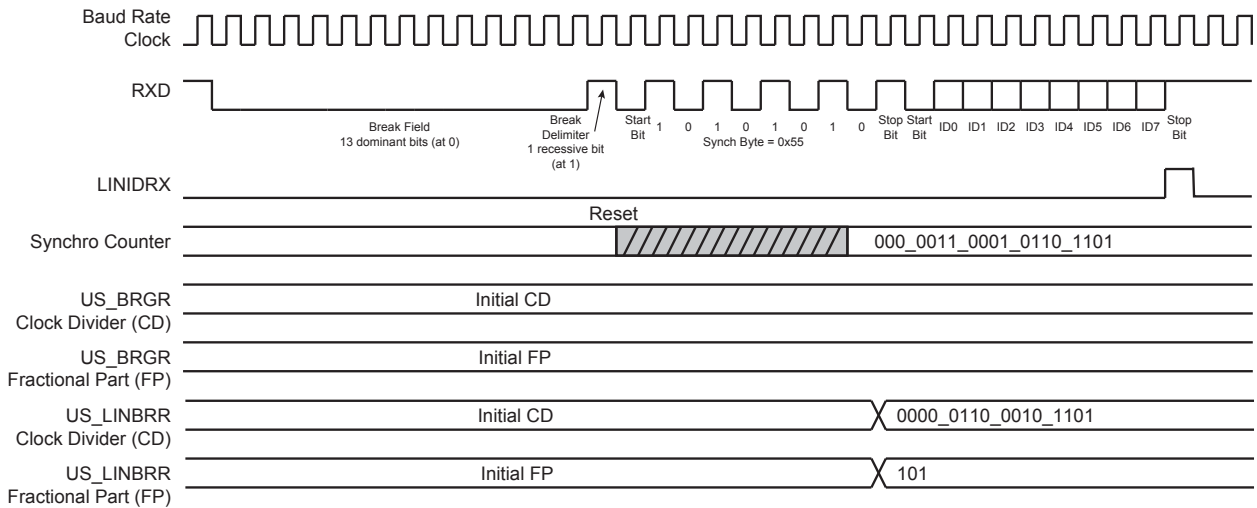 Baud Rate
Clock
RXD
Break Field
13 dominant bits (at 0)
Break
Delimiter
1 recessive bit
(at 1)
Start
Bit
1 0 1 0 1 0 1 0
Synch Byte = 0x55
Stop
Bit
Start
Bit
ID0 ID1 ID2 ID3 ID4 ID5 ID6 ID7
Stop
Bit
LINIDRX
Reset
Synchro Counter
000_0011_0001_0110_1101
US_BRGR
Clock Divider (CD)
Initial CD
US_BRGR
Fractional Part (FP)
Initial FP
US_LINBRR
Clock Divider (CD)
Initial CD
0000_0110_0010_1101
US_LINBRR
Fractional Part (FP)
Initial FP
101